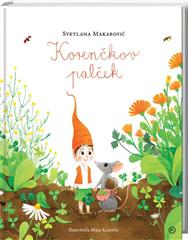 Svetlana Makarovič
Korenčkov
palček
Ilustrirala Maja Kastelic